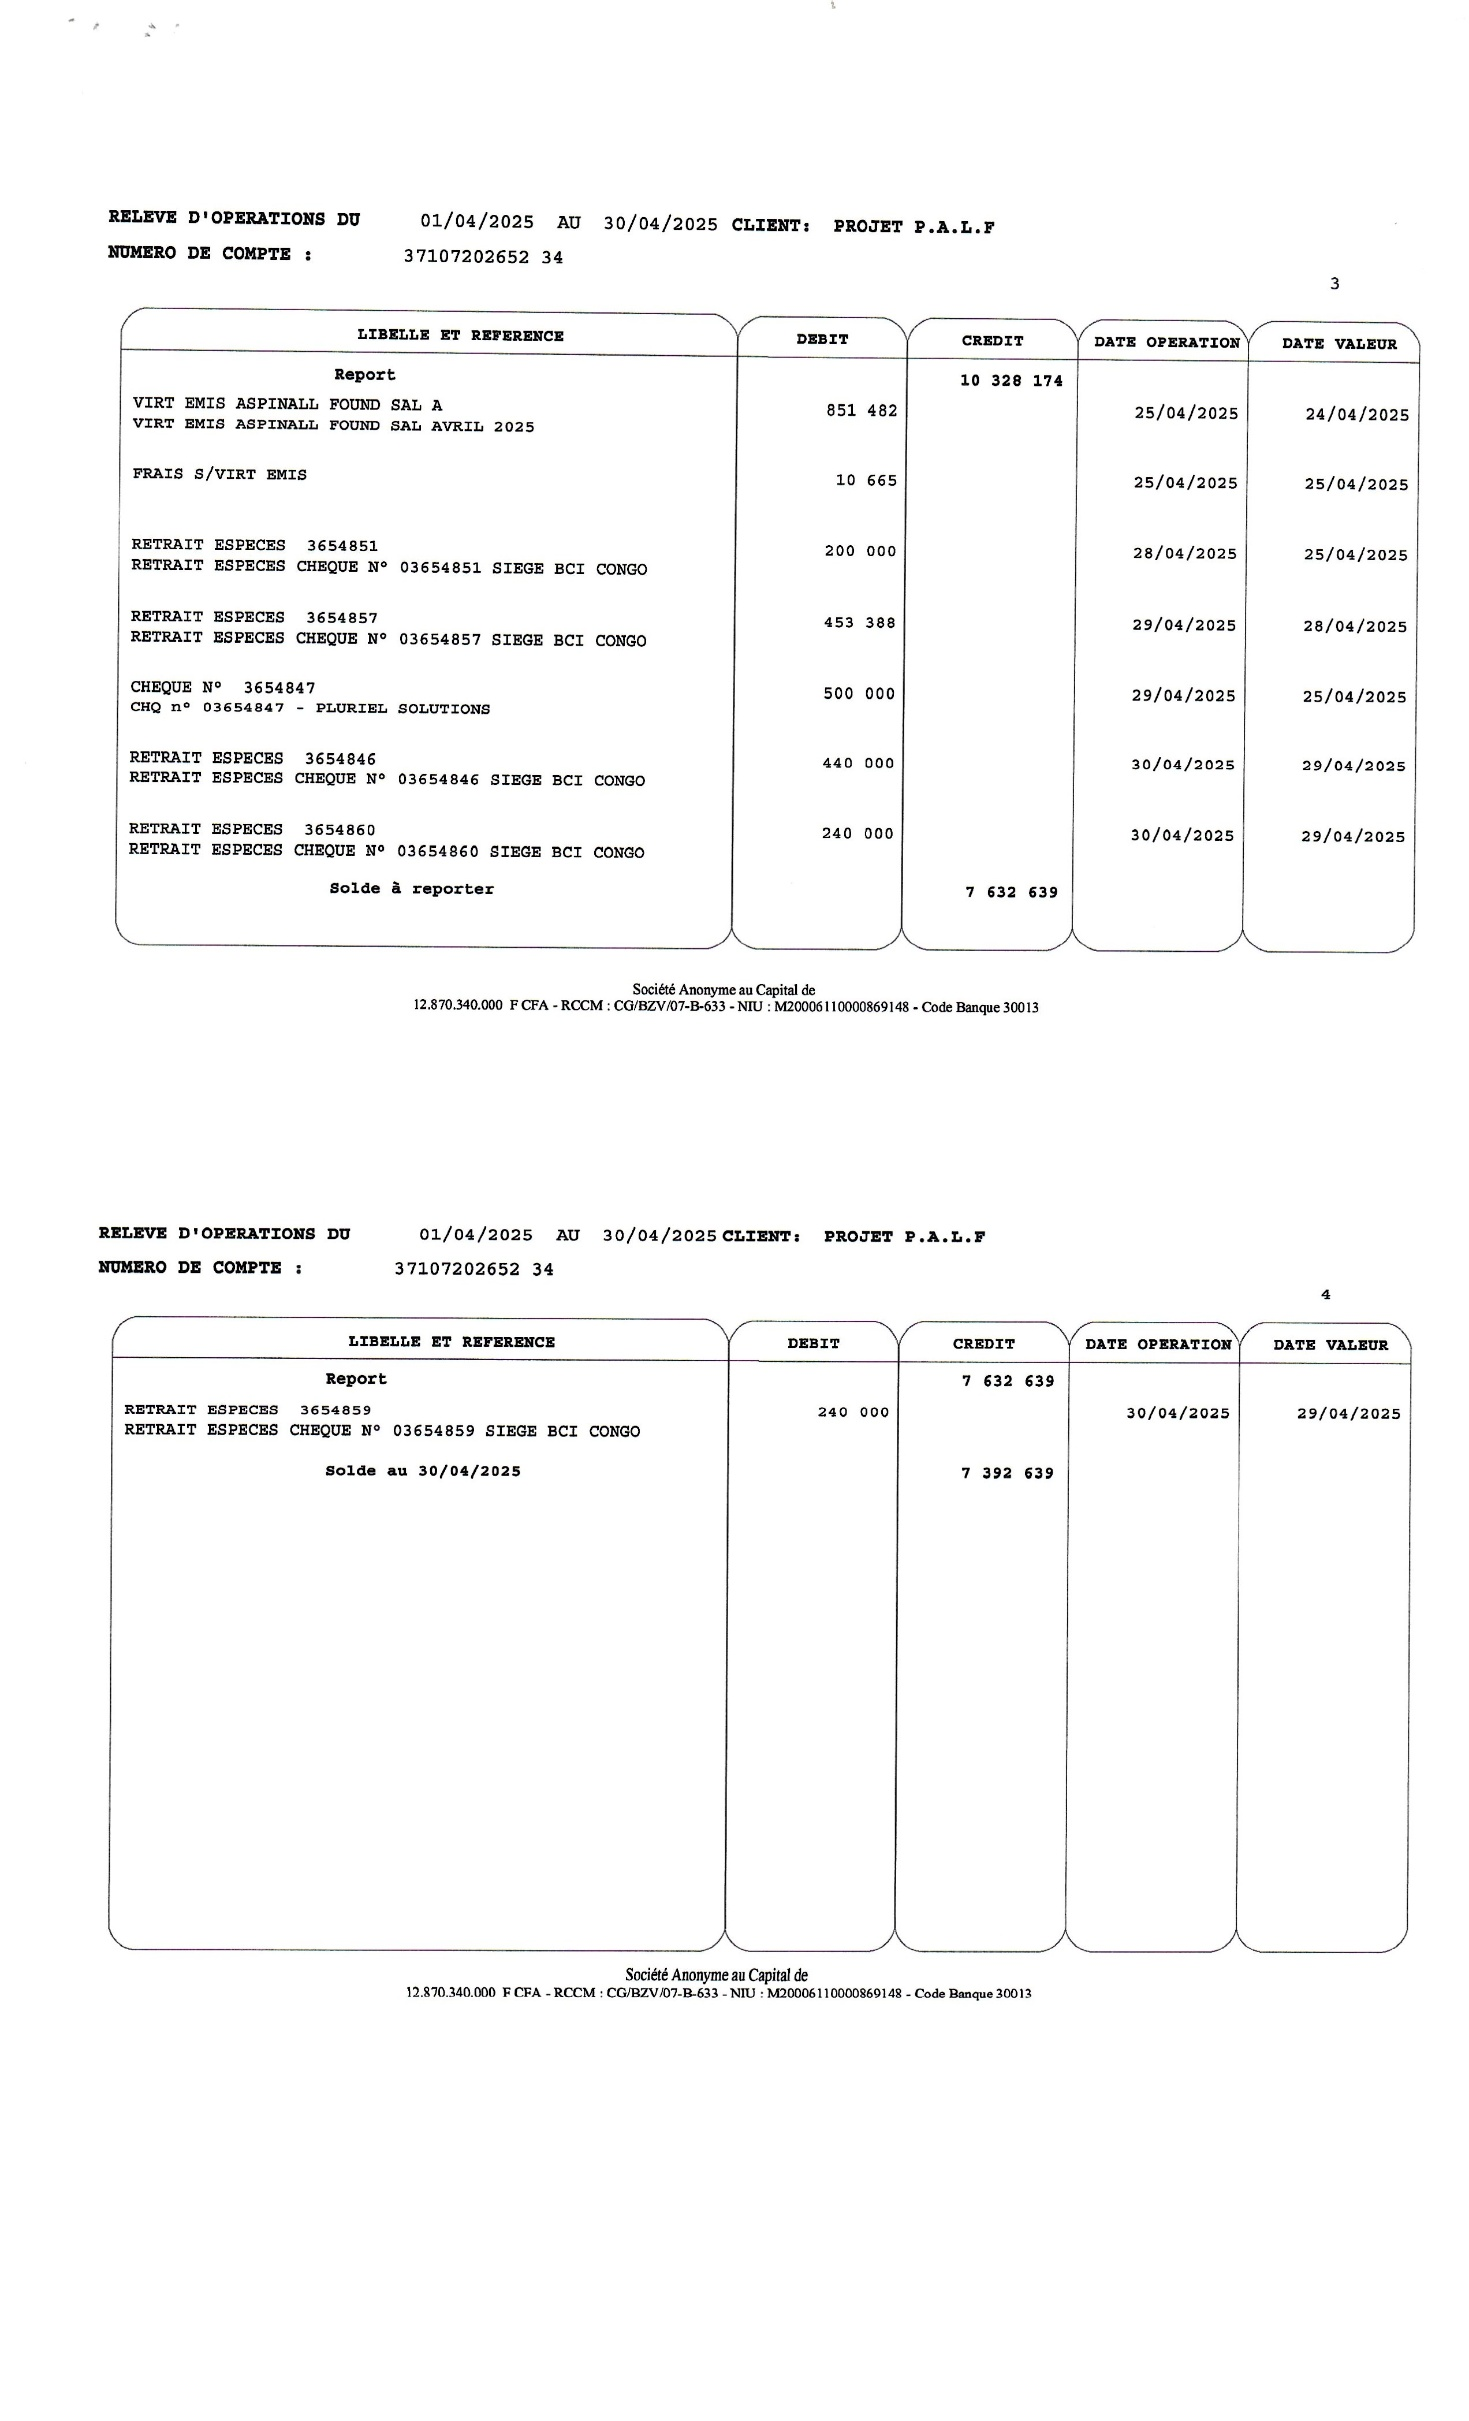 RELEVE D'OPERATIONS DU 01/04/2025 AU 30/04/2025 CLIENT: PROJET P.A.L.F
NUMERO DE COMPTE : 37107202652 34
3
LIBELLE ET REFERENCE DEBIT CREDIT DATE OPERATION DATE VALEUR
Report 10 328 174
VIRT EMIS ASPINALL FOUND SAL A 851 482 25/04/2025 24/04/2025
VIRT EMIS ASPINALL FOUND SAL AVRIL 2025
FRAIS S/VIRT EMIS 10 665 25/04/2025 25/04/2025
RETRAIT ESPECES 3654851 200 000 28/04/2025 25/04/2025
RETRAIT ESPECES CHEQUE N° 03654851 SIEGE BCI CONGO
RETRAIT ESPECES 3654857 453 388 29/04/2025 28/04/2025
RETRAIT ESPECES CHEQUE N° 03654857 SIEGE BCI CONGO
CHEQUE N° 3654847 500 000 29/04/2025 25/04/2025
CHQ n° 03654847 - PLURIEL SOLUTIONS
RETRAIT ESPECES 3654846 440 000 30/04/2025 29/04/2025
RETRAIT ESPECES CHEQUE N° 03654846 SIEGE BCI CONGO
RETRAIT ESPECES 3654860 240 000 30/04/2025 29/04/2025
RETRAIT ESPECES CHEQUE N° 03654860 SIEGE BCI CONGO
Solde à reporter 7 632 639
Société Anonyme au Capital de
12.870.340.000 F CFA - RCCM : CG/BZV/07-B-633 - NIU : M20006110000869148 - Code Banque 30013
RELEVE D'OPERATIONS DU 01/04/2025 AU 30/04/2025 CLIENT: PROJET P.A.L.F
NUMERO DE COMPTE : 37107202652 34
4
LIBELLE ET REFERENCE DEBIT CREDIT DATE OPERATION DATE VALEUR
Report 7 632 639
RETRAIT ESPECES 3654859 240 000 30/04/2025 29/04/2025
RETRAIT ESPECES CHEQUE N° 03654859 SIEGE BCI CONGO
Solde au 30/04/2025 7 392 639
Société Anonyme au Capital de
12.870.340.000 F CFA - RCCM : CG/BZV/07-B-633 - NIU : M20006110000869148 - Code Banque 30013